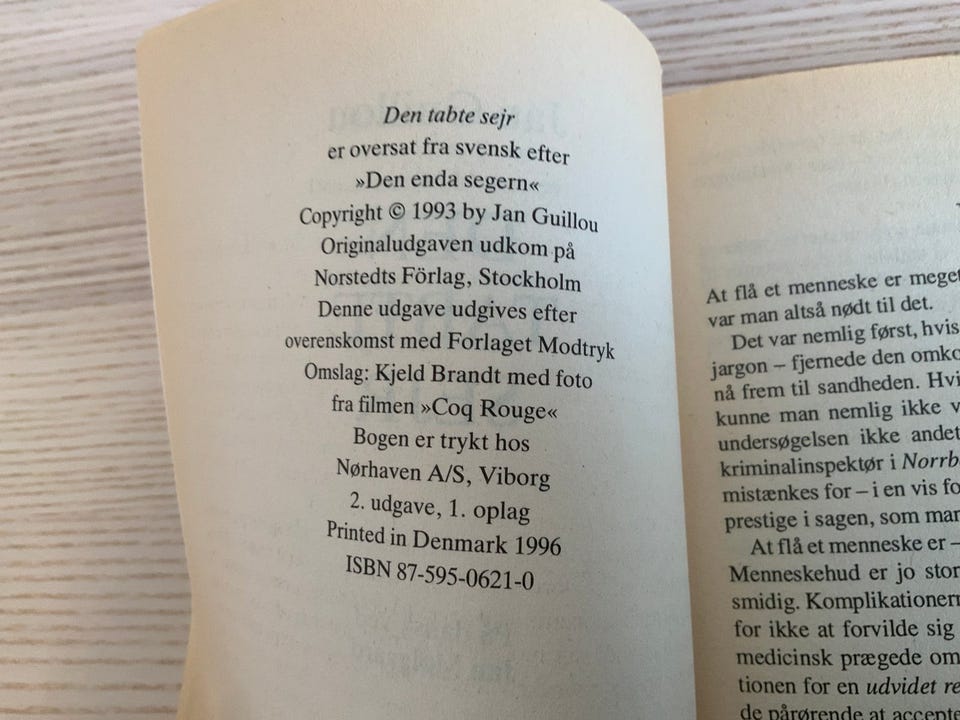 Den tabte sejr
er oversat fra svensk efter
»Den enda segern«
Copyright © 1993 by Jan Guillou
Originaludgaven udkom på
Norstedts Förlag, Stockholm
Denne udgave udgives efter
overenskomst med Forlaget Modtryk
Omslag: Kjeld Brandt med foto
fra filmen »Coq Rouge«
Bogen er trykt hos
Nørhaven A/S, Viborg
2. udgave, 1. oplag
Printed in Denmark 1996
ISBN 87-595-0621-0
At flå et menneske er meget
var man altså nødt til det.
Det var nemlig først, hvis
jargon – fjernede den omko
nå frem til sandheden. Hvi
kunne man nemlig ikke v
undersøgelsen ikke andet
kriminalinspektør i Norrb
mistænkes for – i en vis fo
prestige i sagen, som mar
At flå et menneske er –
Menneskehud er jo stor
smidig. Komplikationern
for ikke at forvilde sig
medicinsk prægede om
tionen for en udvidet re
de pårørende at accepte